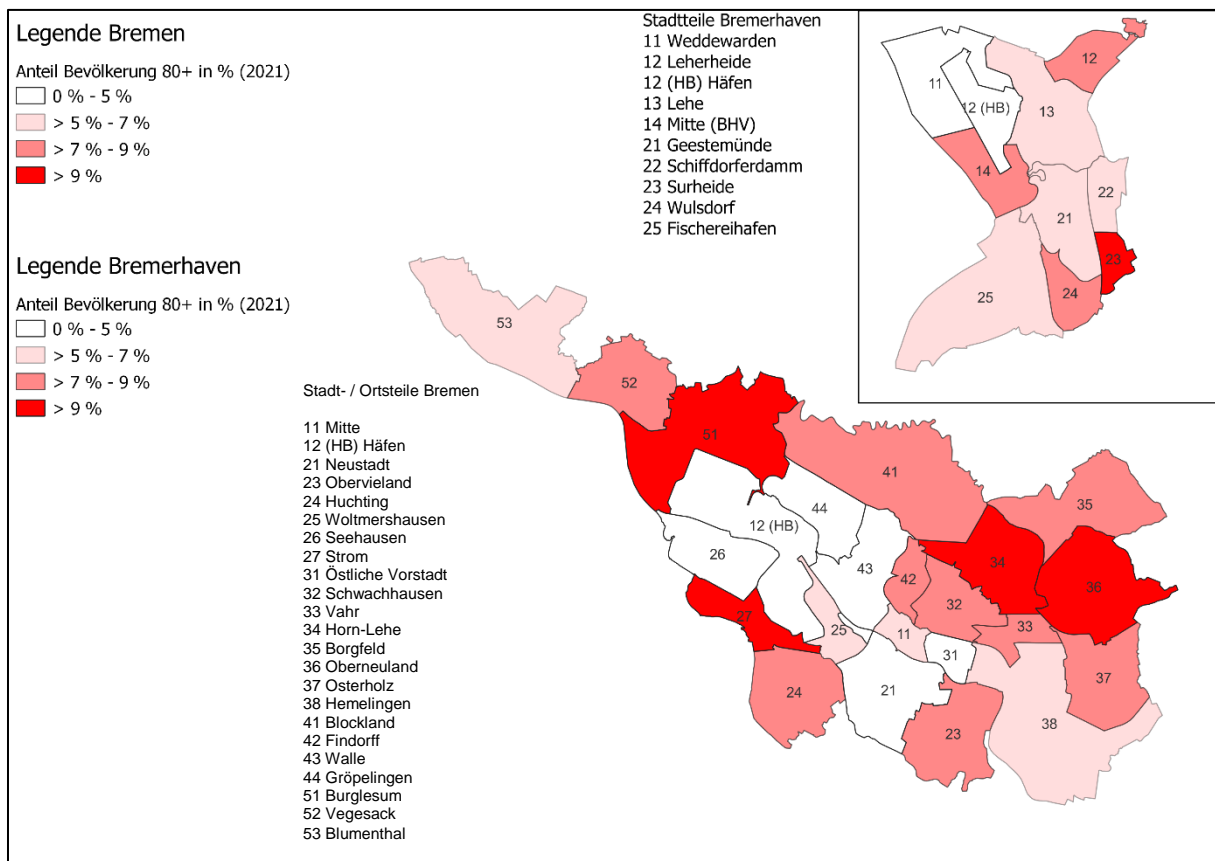 Legende Bremen
Anteil Bevölkerung 80+ in % (2021)
0 % - 5 %
> 5 % - 7 %
> 7 % - 9 %
> 9 %
Legende Bremerhaven
Anteil Bevölkerung 80+ in % (2021)
0 % - 5 %
> 5 % - 7 %
> 7 % - 9 %
> 9 %
Stadtteile Bremerhaven
11 Weddewarden
12 Leherheide
12 (HB) Häfen
13 Lehe
14 Mitte (BHV)
21 Geestemünde
22 Schiffdorferdamm
23 Surheide
24 Wulsdorf
25 Fischereihafen
12
11
12 (HB)
13
14
22
21
23
24
25
Stadt- / Ortsteile Bremen
11 Mitte
12 (HB) Häfen
21 Neustadt
23 Obervieland
24 Huchting
25 Woltmershausen
26 Seehausen
27 Strom
31 Östliche Vorstadt
32 Schwachhausen
33 Vahr
34 Horn-Lehe
35 Borgfeld
36 Oberneuland
37 Osterholz
38 Hemelingen
41 Blockland
42 Findorff
43 Walle
44 Gröpelingen
51 Burglesum
52 Vegesack
53 Blumenthal
53
52
51
41
44
35
12 (HB)
26
43
34
36
42
32
27
25
11
33
31
37
24
21
23
38